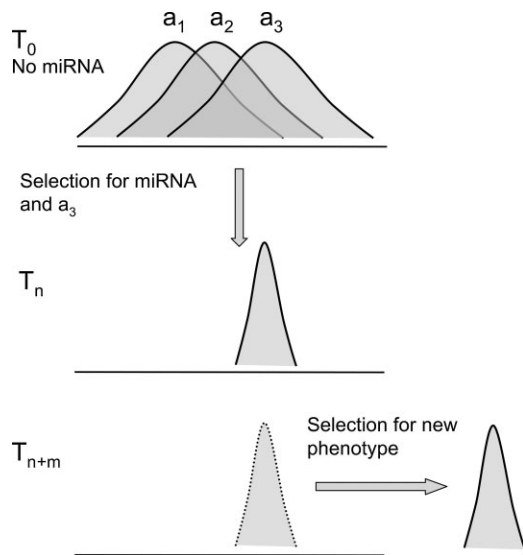 a₁ a₂ a₃
T₀
No miRNA
Selection for miRNA
and a₃
Tₙ
Selection for new
phenotype
Tₙ₊ₘ